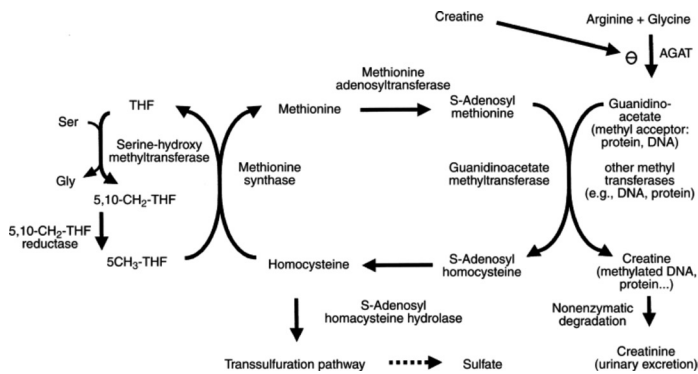 Creatine
Arginine + Glycine
⊖
AGAT
Methionine
adenosyltransferase
THF
Methionine
S-Adenosyl
methionine
Guanidino-
acetate
(methyl acceptor:
protein, DNA)
Ser
Serine-hydroxy
methyltransferase
Methionine
synthase
Guanidinoacetate
methyltransferase
other methyl
transferases
(e.g., DNA, protein)
Gly
5,10-CH₂-THF
5,10-CH₂-THF
reductase
5CH₃-THF
Homocysteine
S-Adenosyl
homocysteine
Creatine
(methylated DNA,
protein...)
S-Adenosyl
homacysteine hydrolase
Nonenzymatic
degradation
Transsulfuration pathway
Sulfate
Creatinine
(urinary excretion)